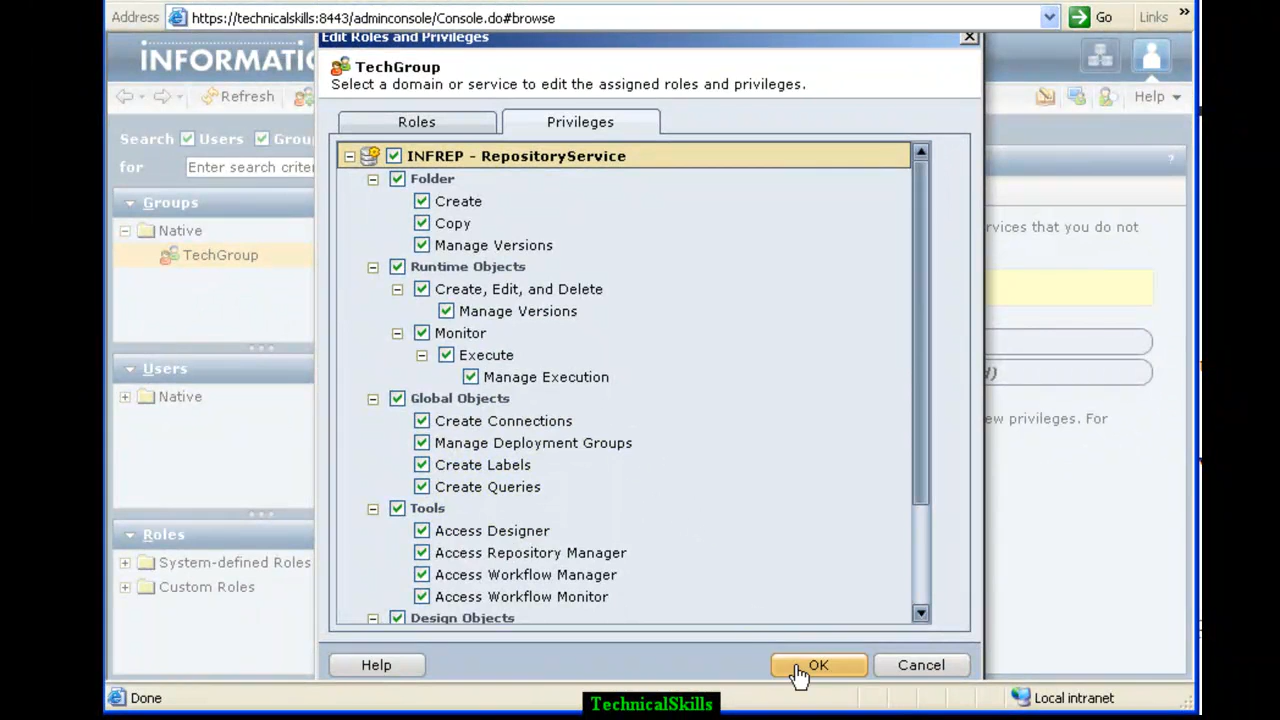 Address https://technicalskills:8443/adminconsole/Console.do#browse Go Links »
Edit Roles and Privileges
INFORMATIC
TechGroup
Select a domain or service to edit the assigned roles and privileges.
Refresh Help
Roles Privileges
Search Users Grou
for Enter search criter
INFREP - RepositoryService
Folder
Create
Copy
Manage Versions
Runtime Objects
Create, Edit, and Delete
Manage Versions
Monitor
Execute
Manage Execution
Global Objects
Create Connections
Manage Deployment Groups
Create Labels
Create Queries
Tools
Access Designer
Access Repository Manager
Access Workflow Manager
Access Workflow Monitor
Design Objects
Groups
Native
TechGroup
Users
Native
Roles
System-defined Roles
Custom Roles
?
rvices that you do not
d)
ew privileges. For
Help OK Cancel
Done Local intranet
TechnicalSkills